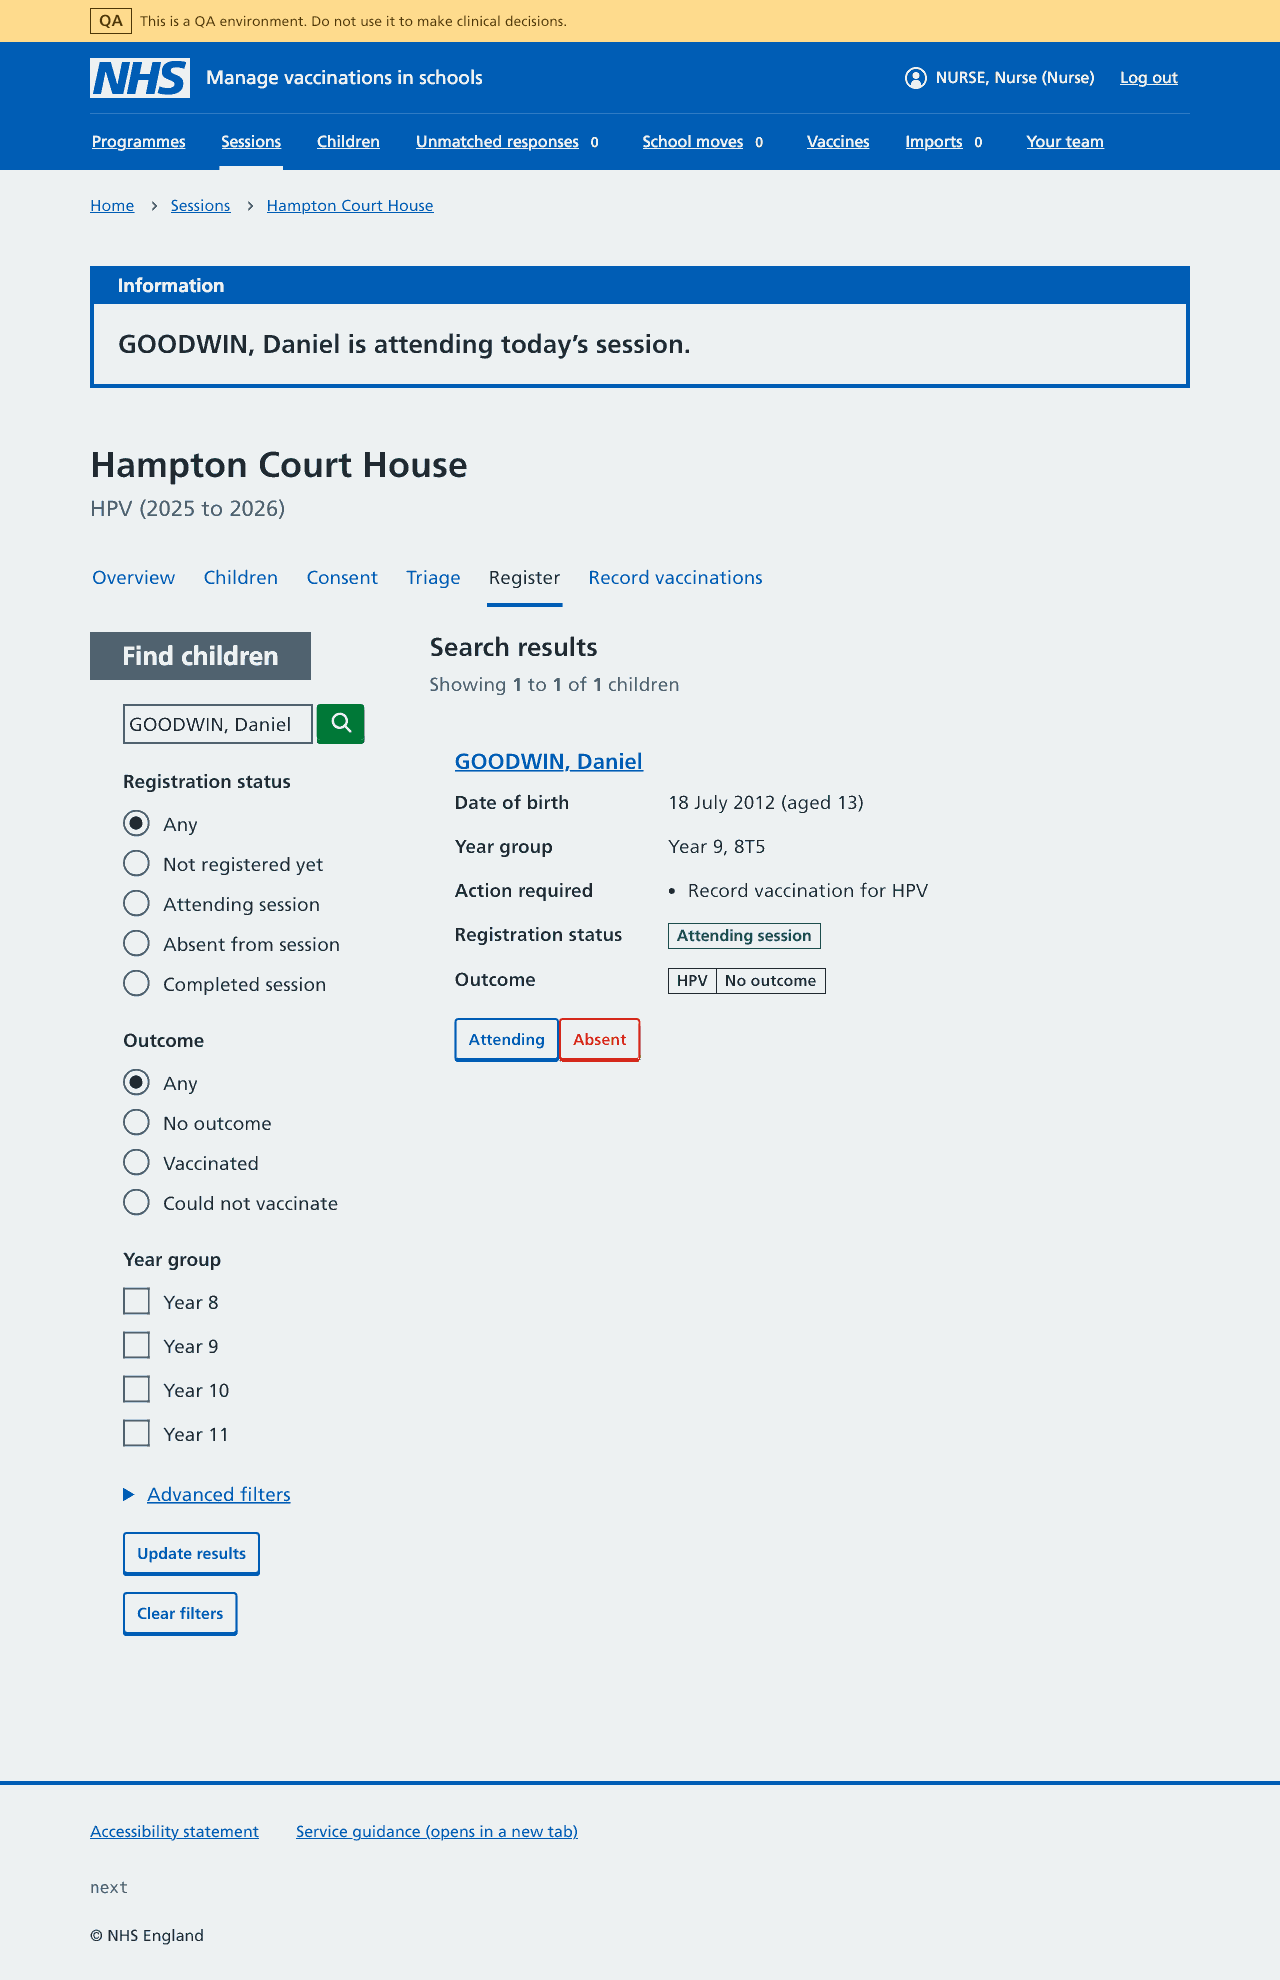 QA This is a QA environment. Do not use it to make clinical decisions.
NHS Manage vaccinations in schools NURSE, Nurse (Nurse) Log out
Programmes Sessions Children Unmatched responses 0 School moves 0 Vaccines Imports 0 Your team
Home › Sessions › Hampton Court House
Information
GOODWIN, Daniel is attending today’s session.
Hampton Court House
HPV (2025 to 2026)
Overview Children Consent Triage Register Record vaccinations
Find children
GOODWIN, Daniel
Registration status
Any
Not registered yet
Attending session
Absent from session
Completed session
Outcome
Any
No outcome
Vaccinated
Could not vaccinate
Year group
Year 8
Year 9
Year 10
Year 11
Advanced filters
Update results
Clear filters
Search results
Showing 1 to 1 of 1 children
GOODWIN, Daniel
Date of birth 18 July 2012 (aged 13)
Year group Year 9, 8T5
Action required • Record vaccination for HPV
Registration status Attending session
Outcome HPV No outcome
Attending Absent
Accessibility statement Service guidance (opens in a new tab)
next
© NHS England